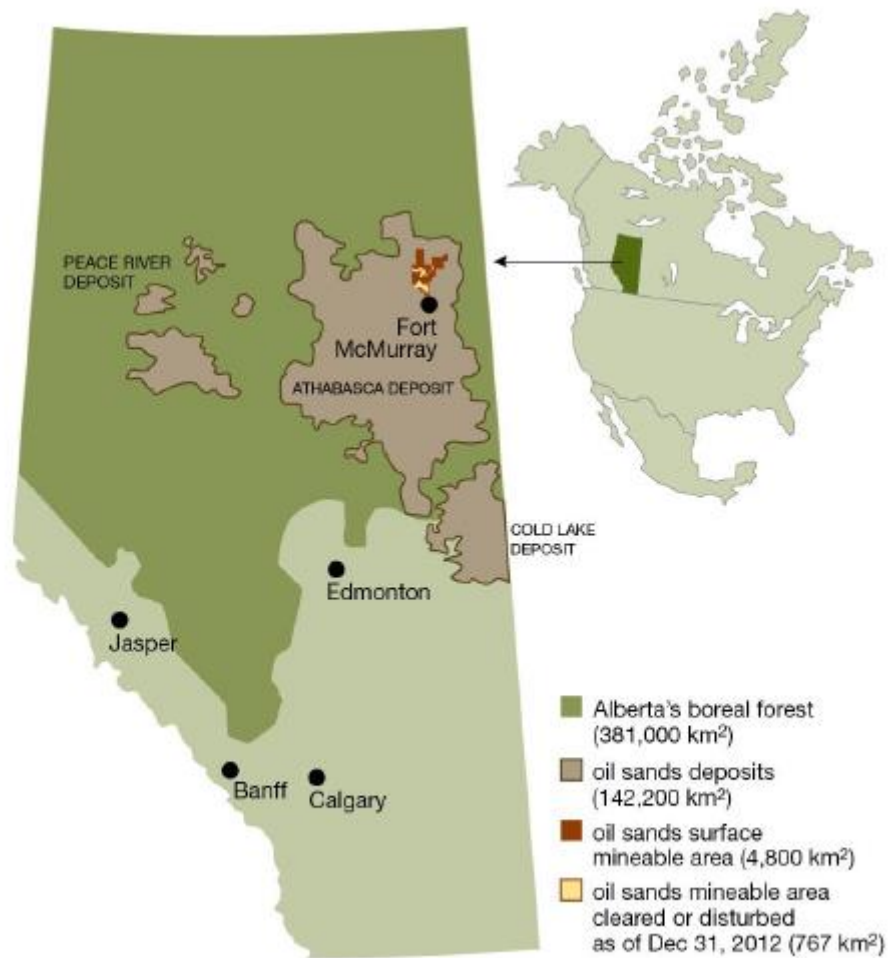 PEACE RIVER
DEPOSIT
Fort
McMurray
ATHABASCA DEPOSIT
COLD LAKE
DEPOSIT
Edmonton
Jasper
Banff
Calgary
Alberta's boreal forest
(381,000 km²)
oil sands deposits
(142,200 km²)
oil sands surface
mineable area (4,800 km²)
oil sands mineable area
cleared or disturbed
as of Dec 31, 2012 (767 km²)